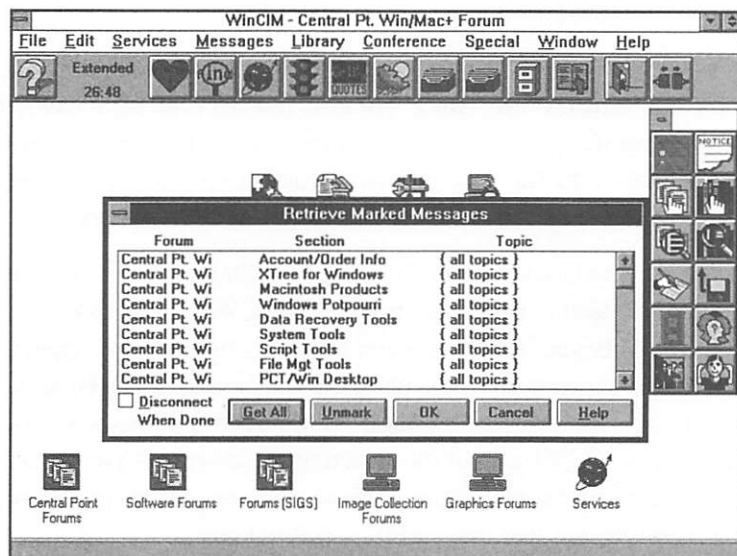 WinCIM - Central Pt. Win/Mac+ Forum
File Edit Services Messages Library Conference Special Window Help
Extended
26:48
QUOTES
NOTICE
Retrieve Marked Messages
Forum Section Topic
Central Pt. Wi Account/Order Info { all topics }
Central Pt. Wi XTree for Windows { all topics }
Central Pt. Wi Macintosh Products { all topics }
Central Pt. Wi Windows Potpourri { all topics }
Central Pt. Wi Data Recovery Tools { all topics }
Central Pt. Wi System Tools { all topics }
Central Pt. Wi Script Tools { all topics }
Central Pt. Wi File Mgt Tools { all topics }
Central Pt. Wi PCT/Win Desktop { all topics }
Disconnect
When Done
Get All Unmark OK Cancel Help
Central Point
Forums
Software Forums
Forums (SIGS)
Image Collection
Forums
Graphics Forums
Services